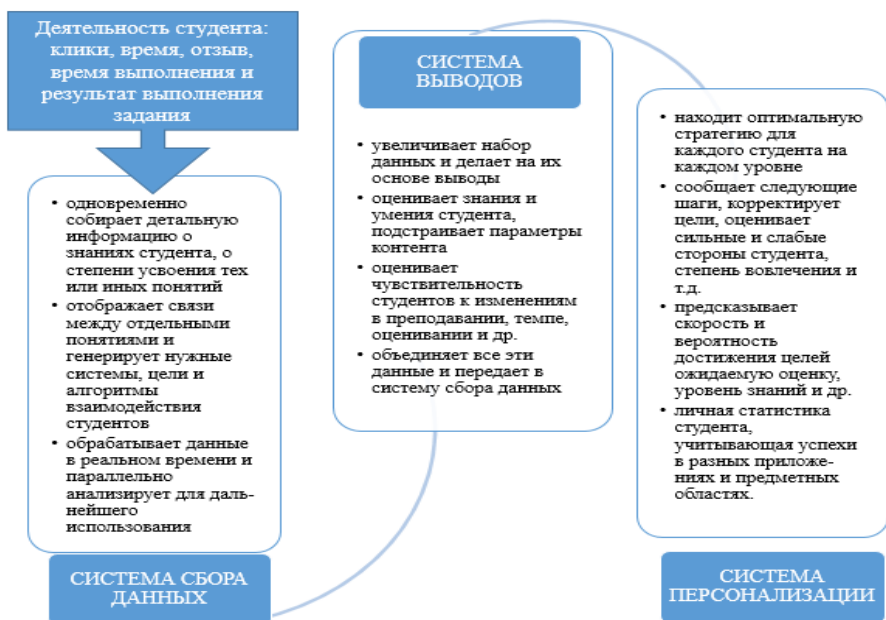 Деятельность студента:
клики, время, отзыв,
время выполнения и
результат выполнения
задания
• одновременно
собирает детальную
информацию о
знаниях студента, о
степени усвоения тех
или иных понятий
• отображает связи
между отдельными
понятиями и
генерирует нужные
системы, цели и
алгоритмы
взаимодействия
студентов
• обрабатывает данные
в реальном времени и
параллельно
анализирует для даль-
нейшего
использования
СИСТЕМА СБОРА
ДАННЫХ
СИСТЕМА
ВЫВОДОВ
• увеличивает набор
данных и делает на их
основе выводы
• оценивает знания и
умения студента,
подстраивает параметры
контента
• оценивает
чувствительность
студентов к изменениям
в преподавании, темпе,
оценивании и др.
• объединяет все эти
данные и передает в
систему сбора данных
• находит оптимальную
стратегию для
каждого студента на
каждом уровне
• сообщает следующие
шаги, корректирует
цели, оценивает
сильные и слабые
стороны студента,
степень вовлечения и
т.д.
• предсказывает
скорость и
вероятность
достижения целей
ожидаемую оценку,
уровень знаний и др.
• личная статистика
студента,
учитывающая успехи
в разных приложе-
ниях и предметных
областях.
СИСТЕМА
ПЕРСОНАЛИЗАЦИИ